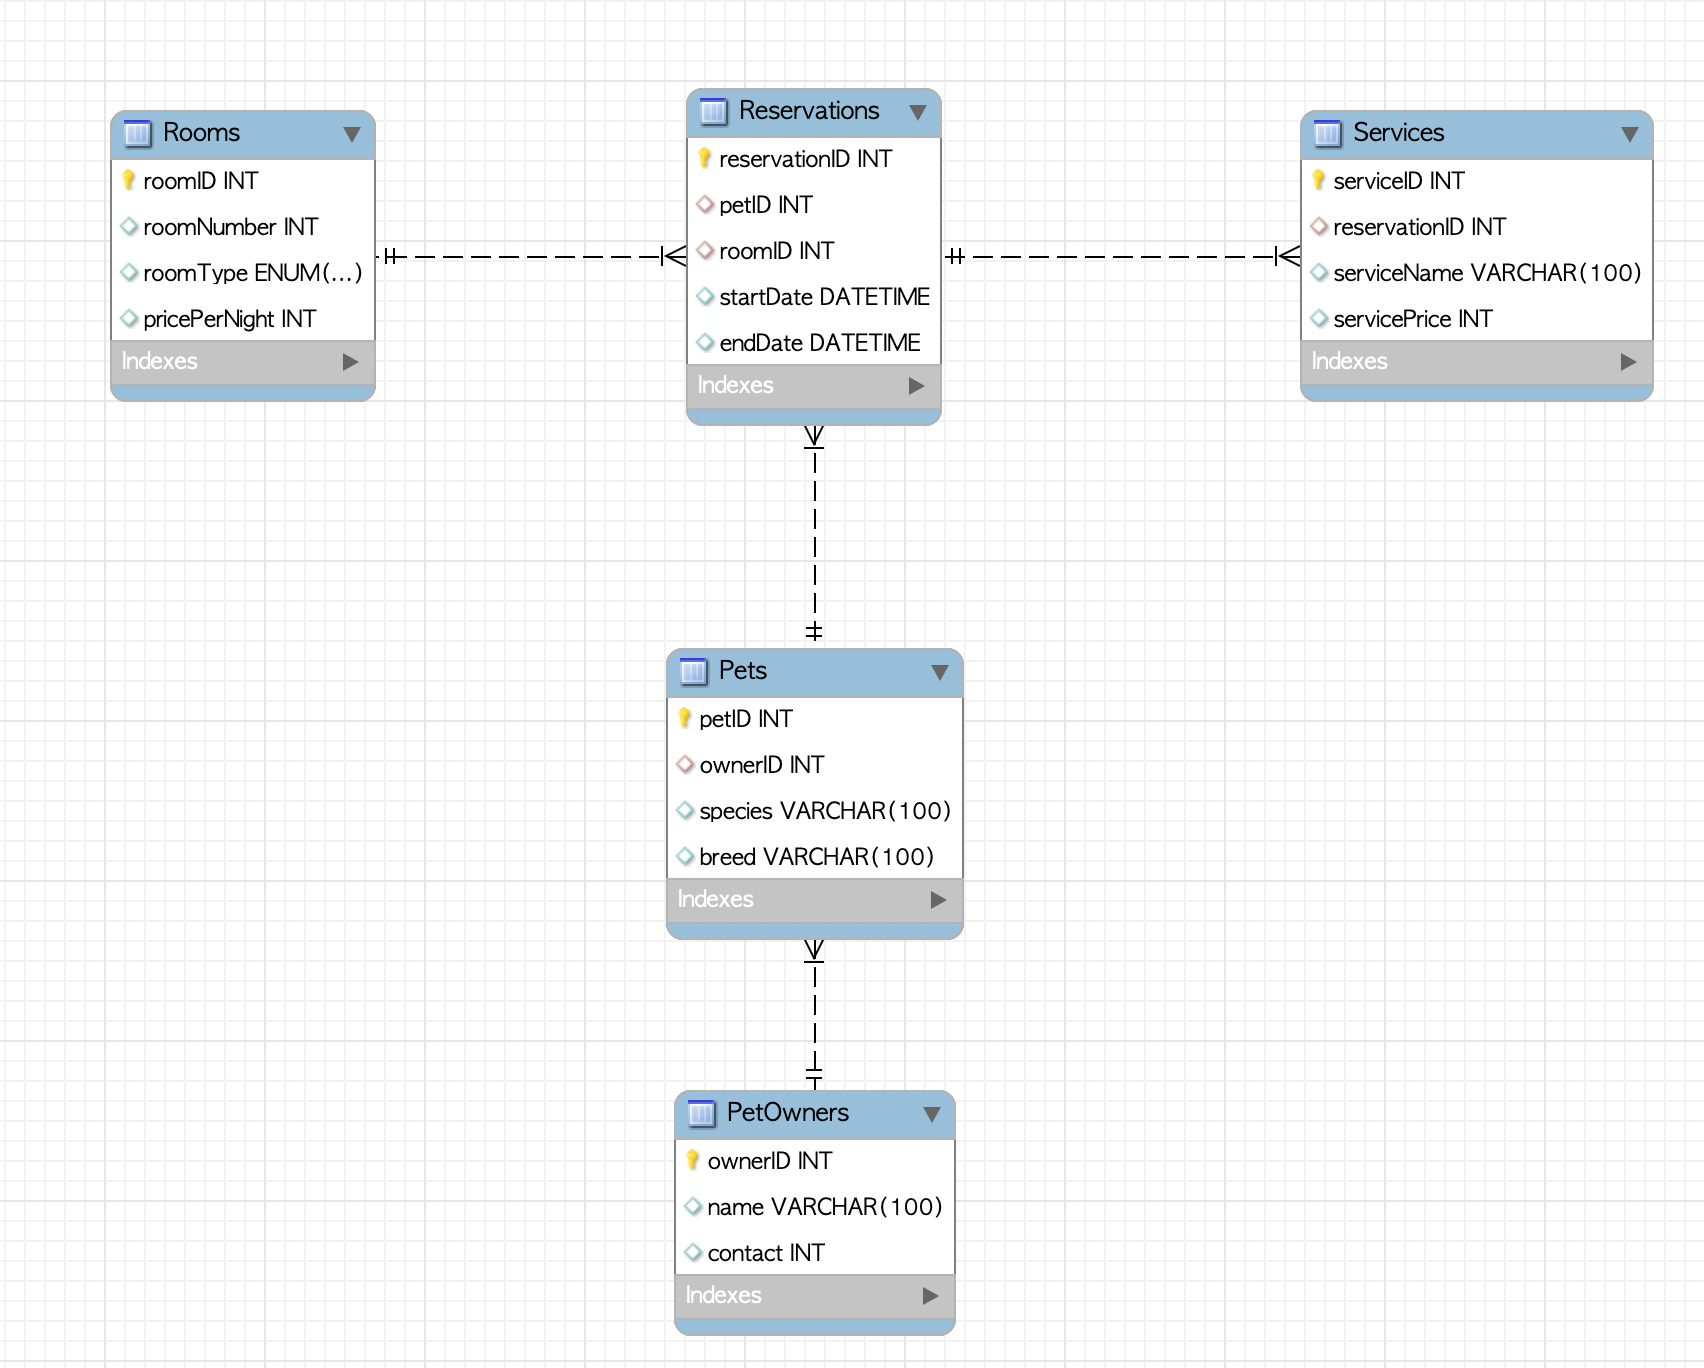 Rooms
roomID INT
roomNumber INT
roomType ENUM(...)
pricePerNight INT
Indexes
Reservations
reservationID INT
petID INT
roomID INT
startDate DATETIME
endDate DATETIME
Indexes
Services
serviceID INT
reservationID INT
serviceName VARCHAR(100)
servicePrice INT
Indexes
Pets
petID INT
ownerID INT
species VARCHAR(100)
breed VARCHAR(100)
Indexes
PetOwners
ownerID INT
name VARCHAR(100)
contact INT
Indexes